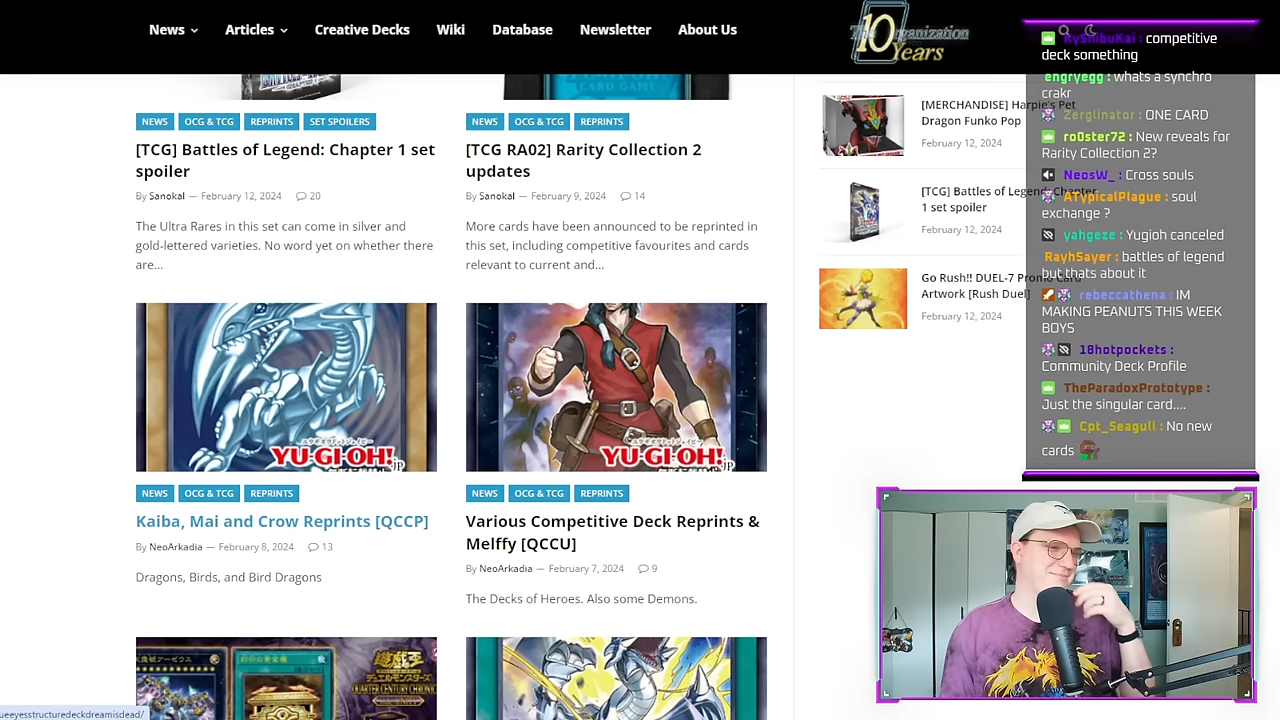 News Articles Creative Decks Wiki Database Newsletter About Us
The 10 Organization
Years
NEWS OCG & TCG REPRINTS SET SPOILERS
[TCG] Battles of Legend: Chapter 1 set
spoiler
By Sanokal — February 12, 2024 20
The Ultra Rares in this set can come in silver and
gold-lettered varieties. No word yet on whether there
are...
CARD GAME
NEWS OCG & TCG REPRINTS
[TCG RA02] Rarity Collection 2
updates
By Sanokal — February 9, 2024 14
More cards have been announced to be reprinted in
this set, including competitive favourites and cards
relevant to current and...
YU-GI-OH!.jp
NEWS OCG & TCG REPRINTS
Kaiba, Mai and Crow Reprints [QCCP]
By NeoArkadia — February 8, 2024 13
Dragons, Birds, and Bird Dragons
YU-GI-OH!.jp
NEWS OCG & TCG REPRINTS
Various Competitive Deck Reprints &
Melffy [QCCU]
By NeoArkadia — February 7, 2024 9
The Decks of Heroes. Also some Demons.
ueeyesstructuredeckdreamisdead/
[MERCHANDISE] Harpie's Pet
Dragon Funko Pop
February 12, 2024
[TCG] Battles of Legend: Chapter
1 set spoiler
February 12, 2024
Go Rush!! DUEL-7 Promo Card
Artwork [Rush Duel]
February 12, 2024
RyShibuKai : competitive
deck something
engryegg : whats a synchro
crakr
Zerglinator : ONE CARD
ro0ster72 : New reveals for
Rarity Collection 2?
NeosW_ : Cross souls
ATypicalPlague : soul
exchange ?
yahgeze : Yugioh canceled
RayhSayer : battles of legend
but thats about it
rebeccathena : IM
MAKING PEANUTS THIS WEEK
BOYS
18hotpockets :
Community Deck Profile
TheParadoxPrototype :
Just the singular card....
Cpt_Seagull : No new
cards